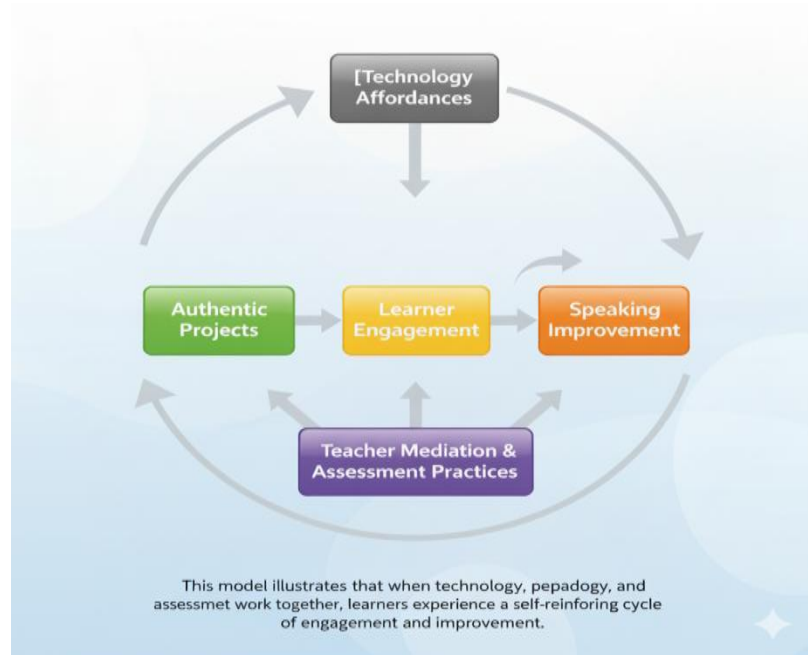 [Technology
Affordances
Authentic
Projects
Learner
Engagement
Speaking
Improvement
Teacher Mediation &
Assessment Practices
This model illustrates that when technology, pepadogy, and
assessmet work together, learners experience a self-reinforing cycle
of engagement and improvement.